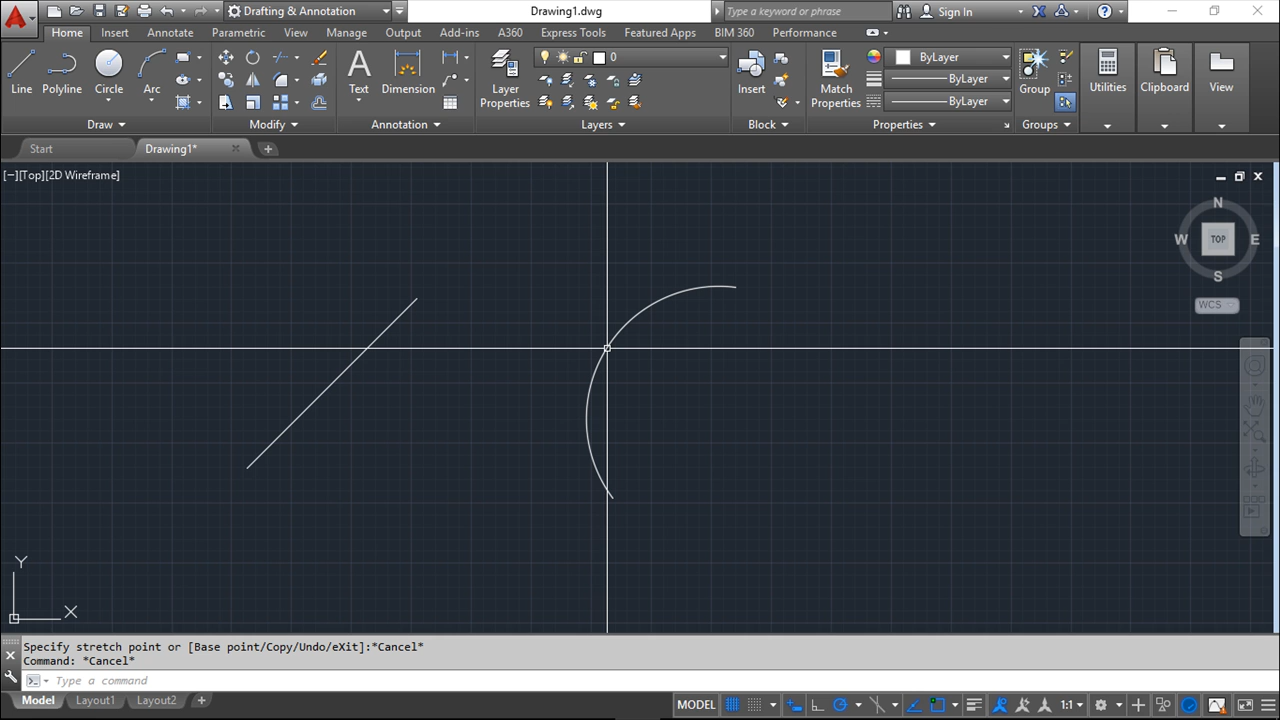 Drafting & Annotation
Drawing1.dwg
Type a keyword or phrase
Sign In
Home Insert Annotate Parametric View Manage Output Add-ins A360 Express Tools Featured Apps BIM 360 Performance
Line Polyline Circle Arc
Text Dimension
Layer Properties
0
Insert
Match Properties
ByLayer
ByLayer
ByLayer
Group Utilities Clipboard View
Draw Modify Annotation Layers Block Properties Groups
Start Drawing1*
[−][Top][2D Wireframe]
N
W TOP E
S
WCS
Y
X
Specify stretch point or [Base point/Copy/Undo/eXit]:*Cancel*
Command: *Cancel*
Type a command
Model Layout1 Layout2
MODEL 1:1